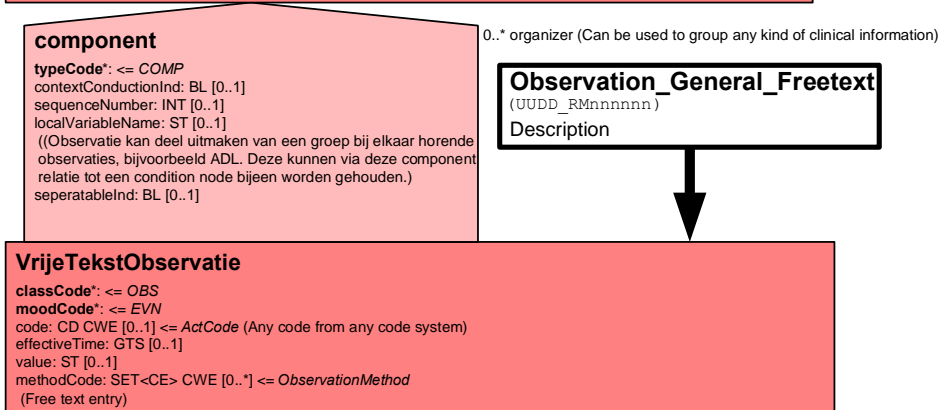 component
typeCode*: <= COMP
contextConductionInd: BL [0..1]
sequenceNumber: INT [0..1]
localVariableName: ST [0..1]
((Observatie kan deel uitmaken van een groep bij elkaar horende
observaties, bijvoorbeeld ADL. Deze kunnen via deze component
relatie tot een condition node bijeen worden gehouden.)
seperatableInd: BL [0..1]
0..* organizer (Can be used to group any kind of clinical information)
Observation_General_Freetext
(UUDD_RMnnnnnn)
Description
VrijeTekstObservatie
classCode*: <= OBS
moodCode*: <= EVN
code: CD CWE [0..1] <= ActCode (Any code from any code system)
effectiveTime: GTS [0..1]
value: ST [0..1]
methodCode: SET<CE> CWE [0..*] <= ObservationMethod
(Free text entry)